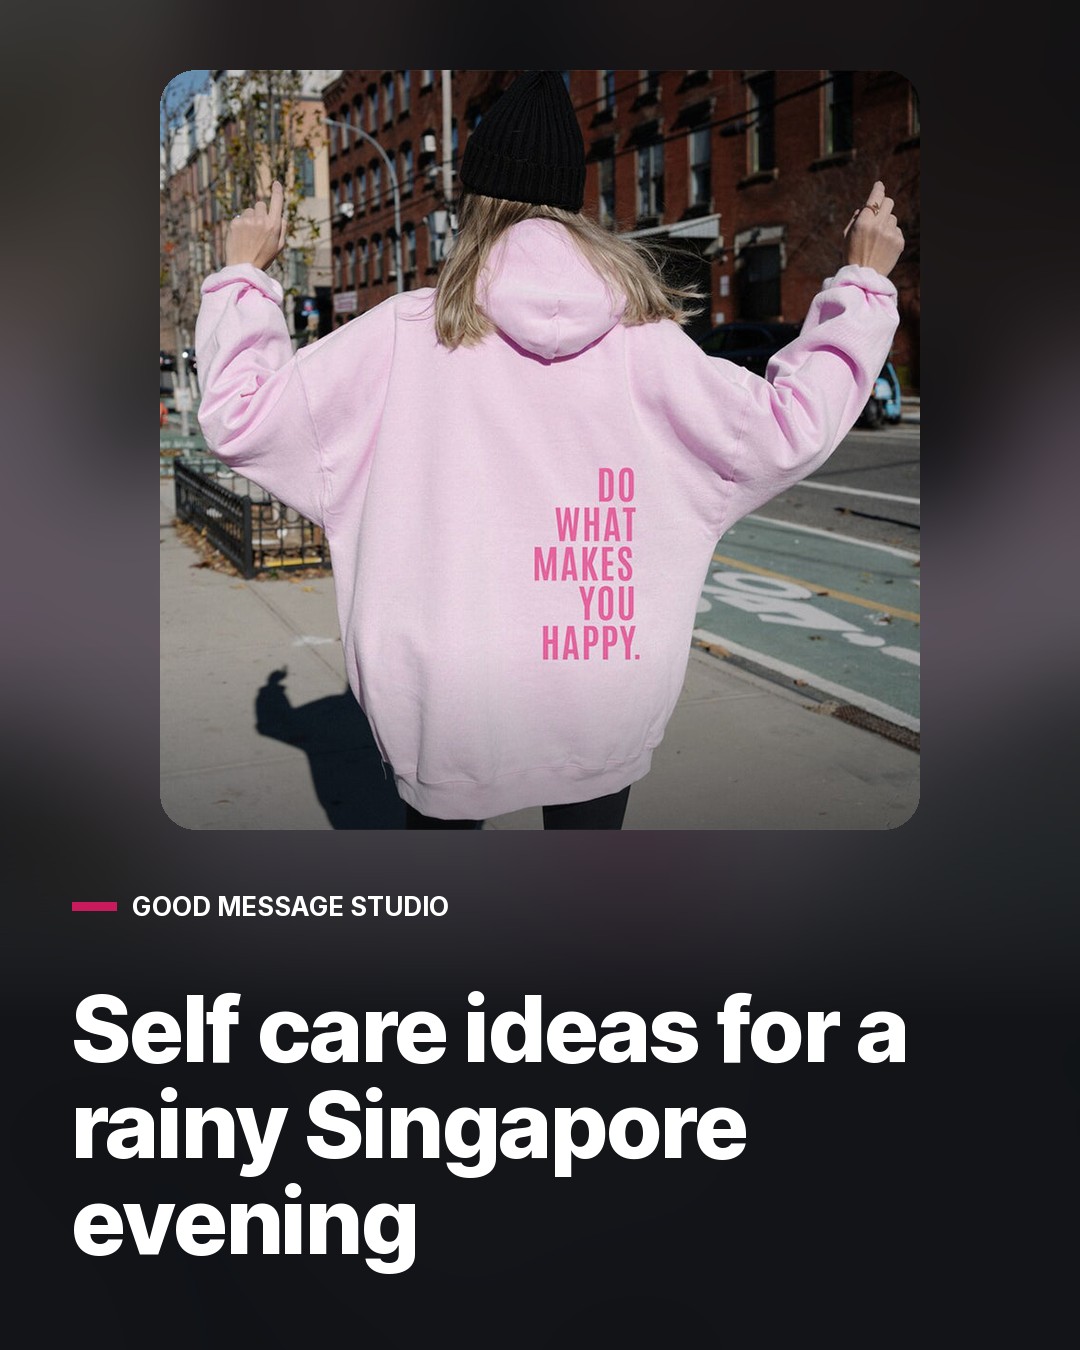 DO
WHAT
MAKES
YOU
HAPPY.
GOOD MESSAGE STUDIO
Self care ideas for a
rainy Singapore
evening